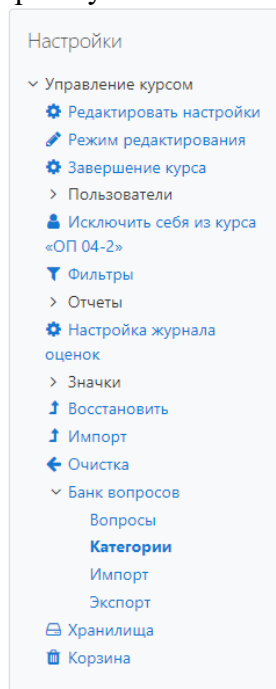 Настройки
Управление курсом
Редактировать настройки
Режим редактирования
Завершение курса
Пользователи
Исключить себя из курса
«ОП 04-2»
Фильтры
Отчеты
Настройка журнала
оценок
Значки
Восстановить
Импорт
Очистка
Банк вопросов
Вопросы
Категории
Импорт
Экспорт
Хранилища
Корзина